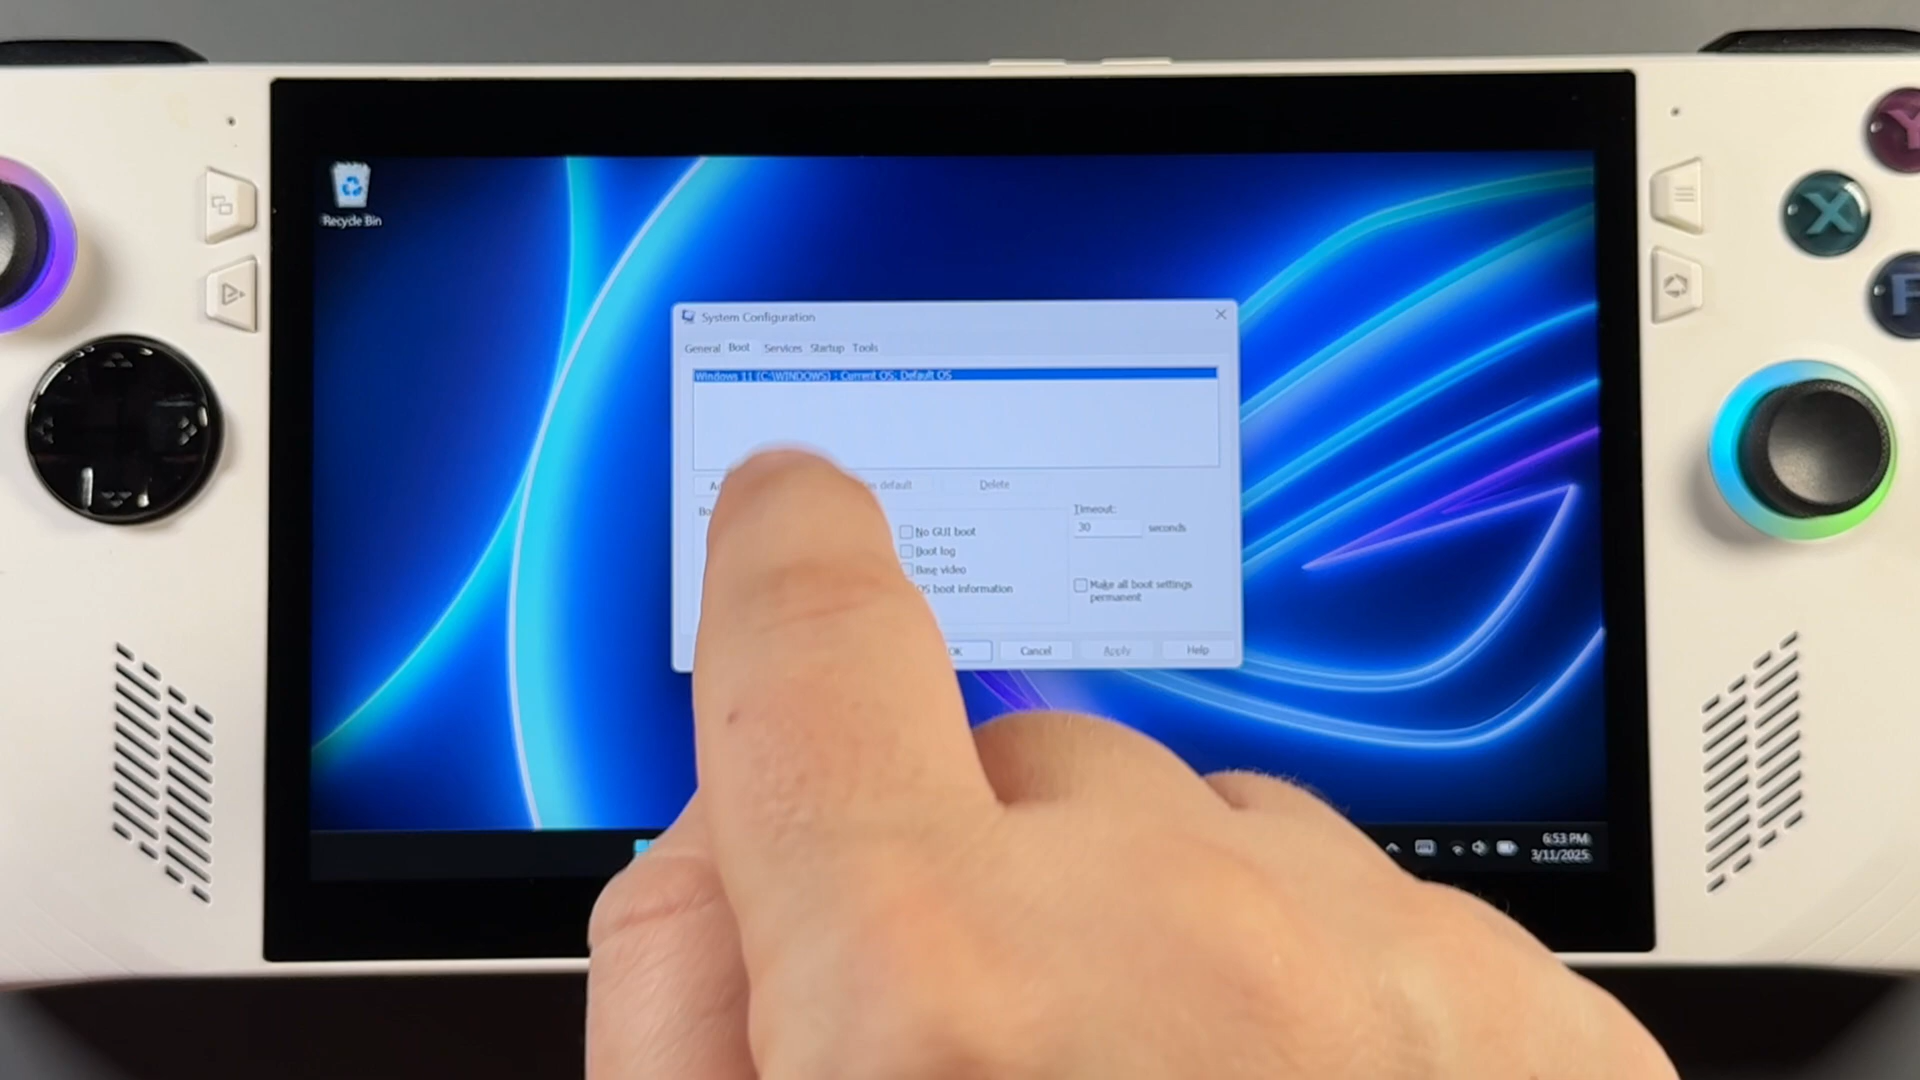 Y
X
Recycle Bin
System Configuration
General Boot Services Startup Tools
Windows 11 (C:\WINDOWS) : Current OS; Default OS
default Delete
Timeout:
No GUI boot
30 seconds
Boot log
Base video
OS boot information
Make all boot settings
permanent
OK Cancel Apply Help
6:53 PM
3/11/2025